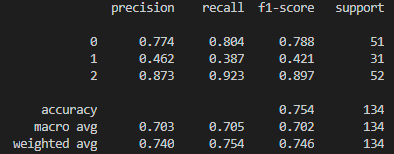 precision recall f1-score support
0 0.774 0.804 0.788 51
1 0.462 0.387 0.421 31
2 0.873 0.923 0.897 52
accuracy 0.754 134
macro avg 0.703 0.705 0.702 134
weighted avg 0.740 0.754 0.746 134